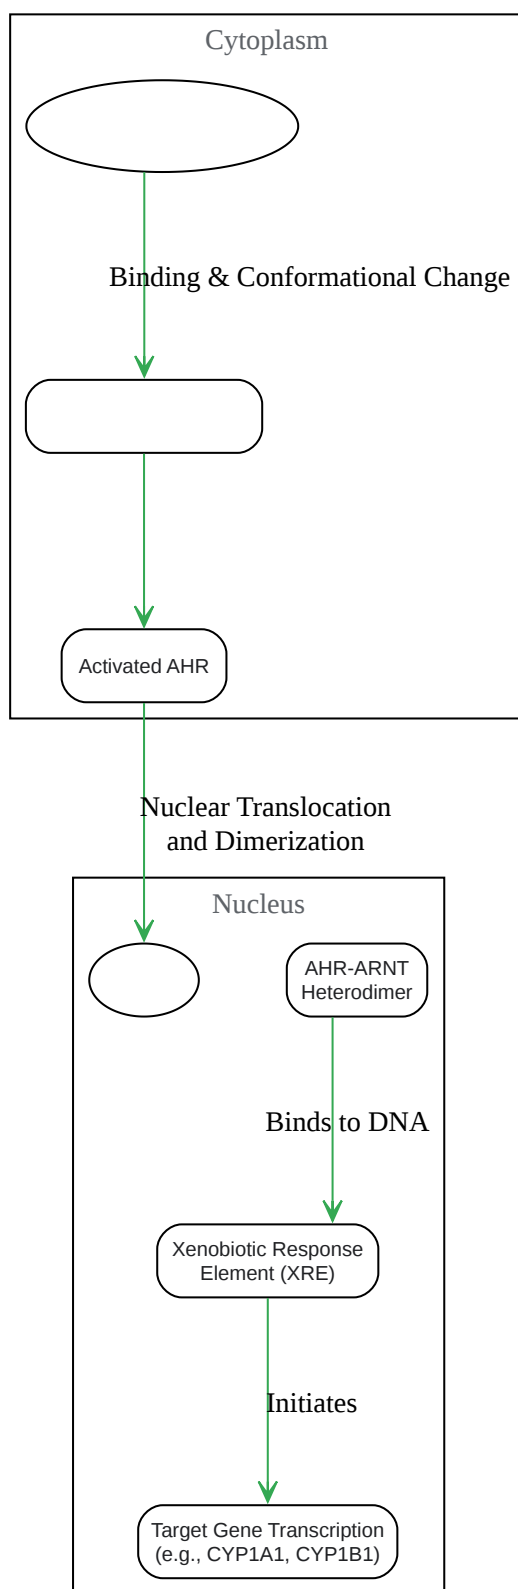 Cytoplasm
Binding & Conformational Change
Activated AHR
Nuclear Translocation
and Dimerization
Nucleus
AHR-ARNT
Heterodimer
Binds to DNA
Xenobiotic Response
Element (XRE)
Initiates
Target Gene Transcription
(e.g., CYP1A1, CYP1B1)